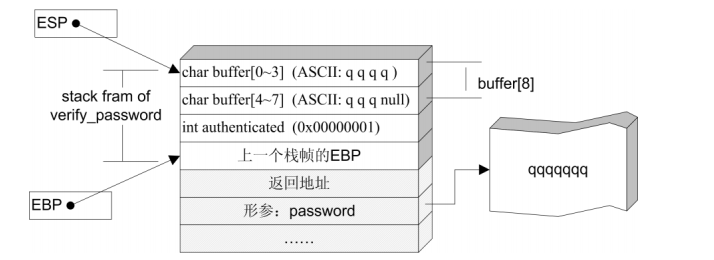 ESP
char buffer[0~3] (ASCII: q q q q )
buffer[8]
stack fram of
verify_password
char buffer[4~7] (ASCII: q q q null)
int authenticated (0x00000001)
上一个栈帧的EBP
qqqqqqq
返回地址
EBP
形参：password
……